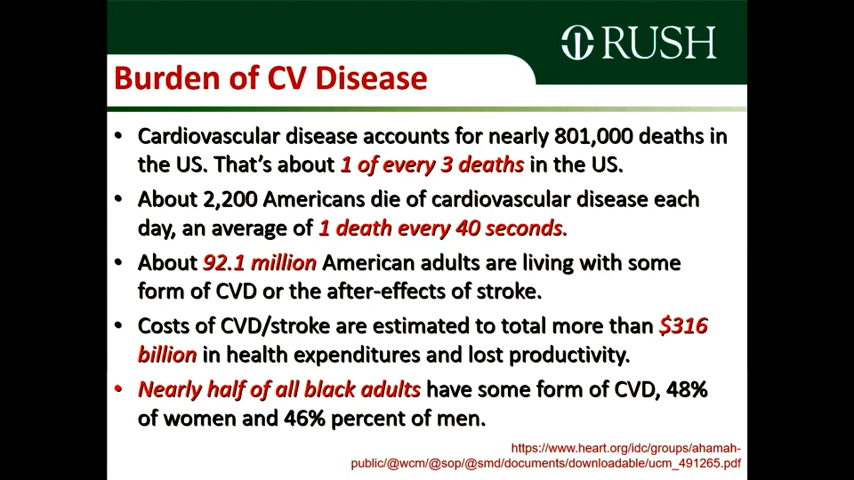 RUSH
Burden of CV Disease
• Cardiovascular disease accounts for nearly 801,000 deaths in
the US. That's about 1 of every 3 deaths in the US.
• About 2,200 Americans die of cardiovascular disease each
day, an average of 1 death every 40 seconds.
• About 92.1 million American adults are living with some
form of CVD or the after-effects of stroke.
• Costs of CVD/stroke are estimated to total more than $316
billion in health expenditures and lost productivity.
• Nearly half of all black adults have some form of CVD, 48%
of women and 46% percent of men.
https://www.heart.org/idc/groups/ahamah-
public/@wcm/@sop/@smd/documents/downloadable/ucm_491265.pdf